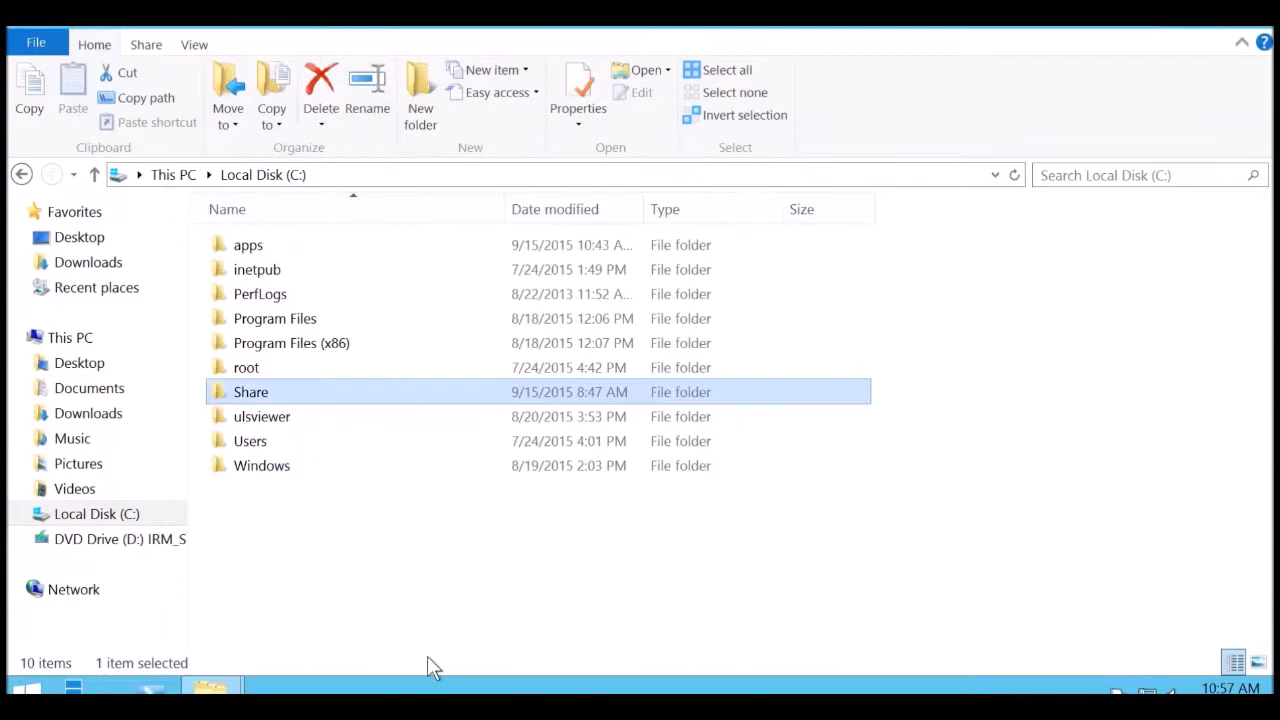 File Home Share View
Copy Paste Cut Copy path Paste shortcut
Clipboard
Move to Copy to Delete Rename
Organize
New folder New item Easy access
New
Properties Open Edit
Open
Select all Select none Invert selection
Select
This PC Local Disk (C:) Search Local Disk (C:)
Favorites
Desktop
Downloads
Recent places
This PC
Desktop
Documents
Downloads
Music
Pictures
Videos
Local Disk (C:)
DVD Drive (D:) IRM_S
Network
Name Date modified Type Size
apps 9/15/2015 10:43 A... File folder
inetpub 7/24/2015 1:49 PM File folder
PerfLogs 8/22/2013 11:52 A... File folder
Program Files 8/18/2015 12:06 PM File folder
Program Files (x86) 8/18/2015 12:07 PM File folder
root 7/24/2015 4:42 PM File folder
Share 9/15/2015 8:47 AM File folder
ulsviewer 8/20/2015 3:53 PM File folder
Users 7/24/2015 4:01 PM File folder
Windows 8/19/2015 2:03 PM File folder
10 items 1 item selected
10:57 AM